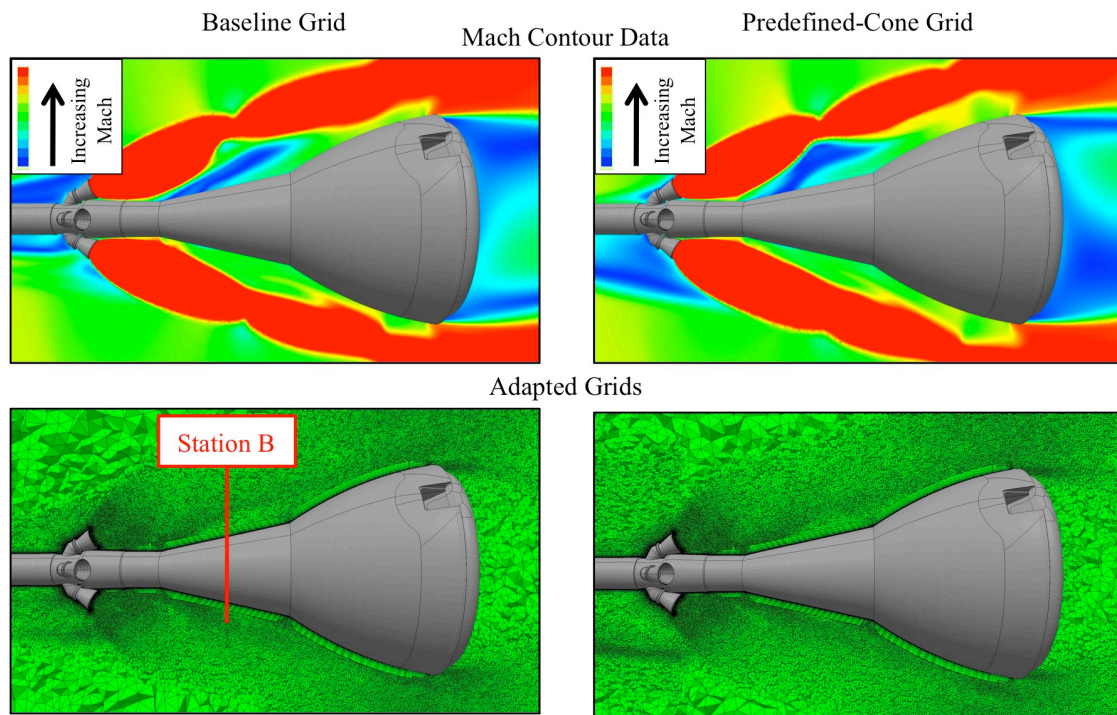 Baseline Grid
Predefined-Cone Grid
Mach Contour Data
Increasing
Mach
Increasing
Mach
Adapted Grids
Station B